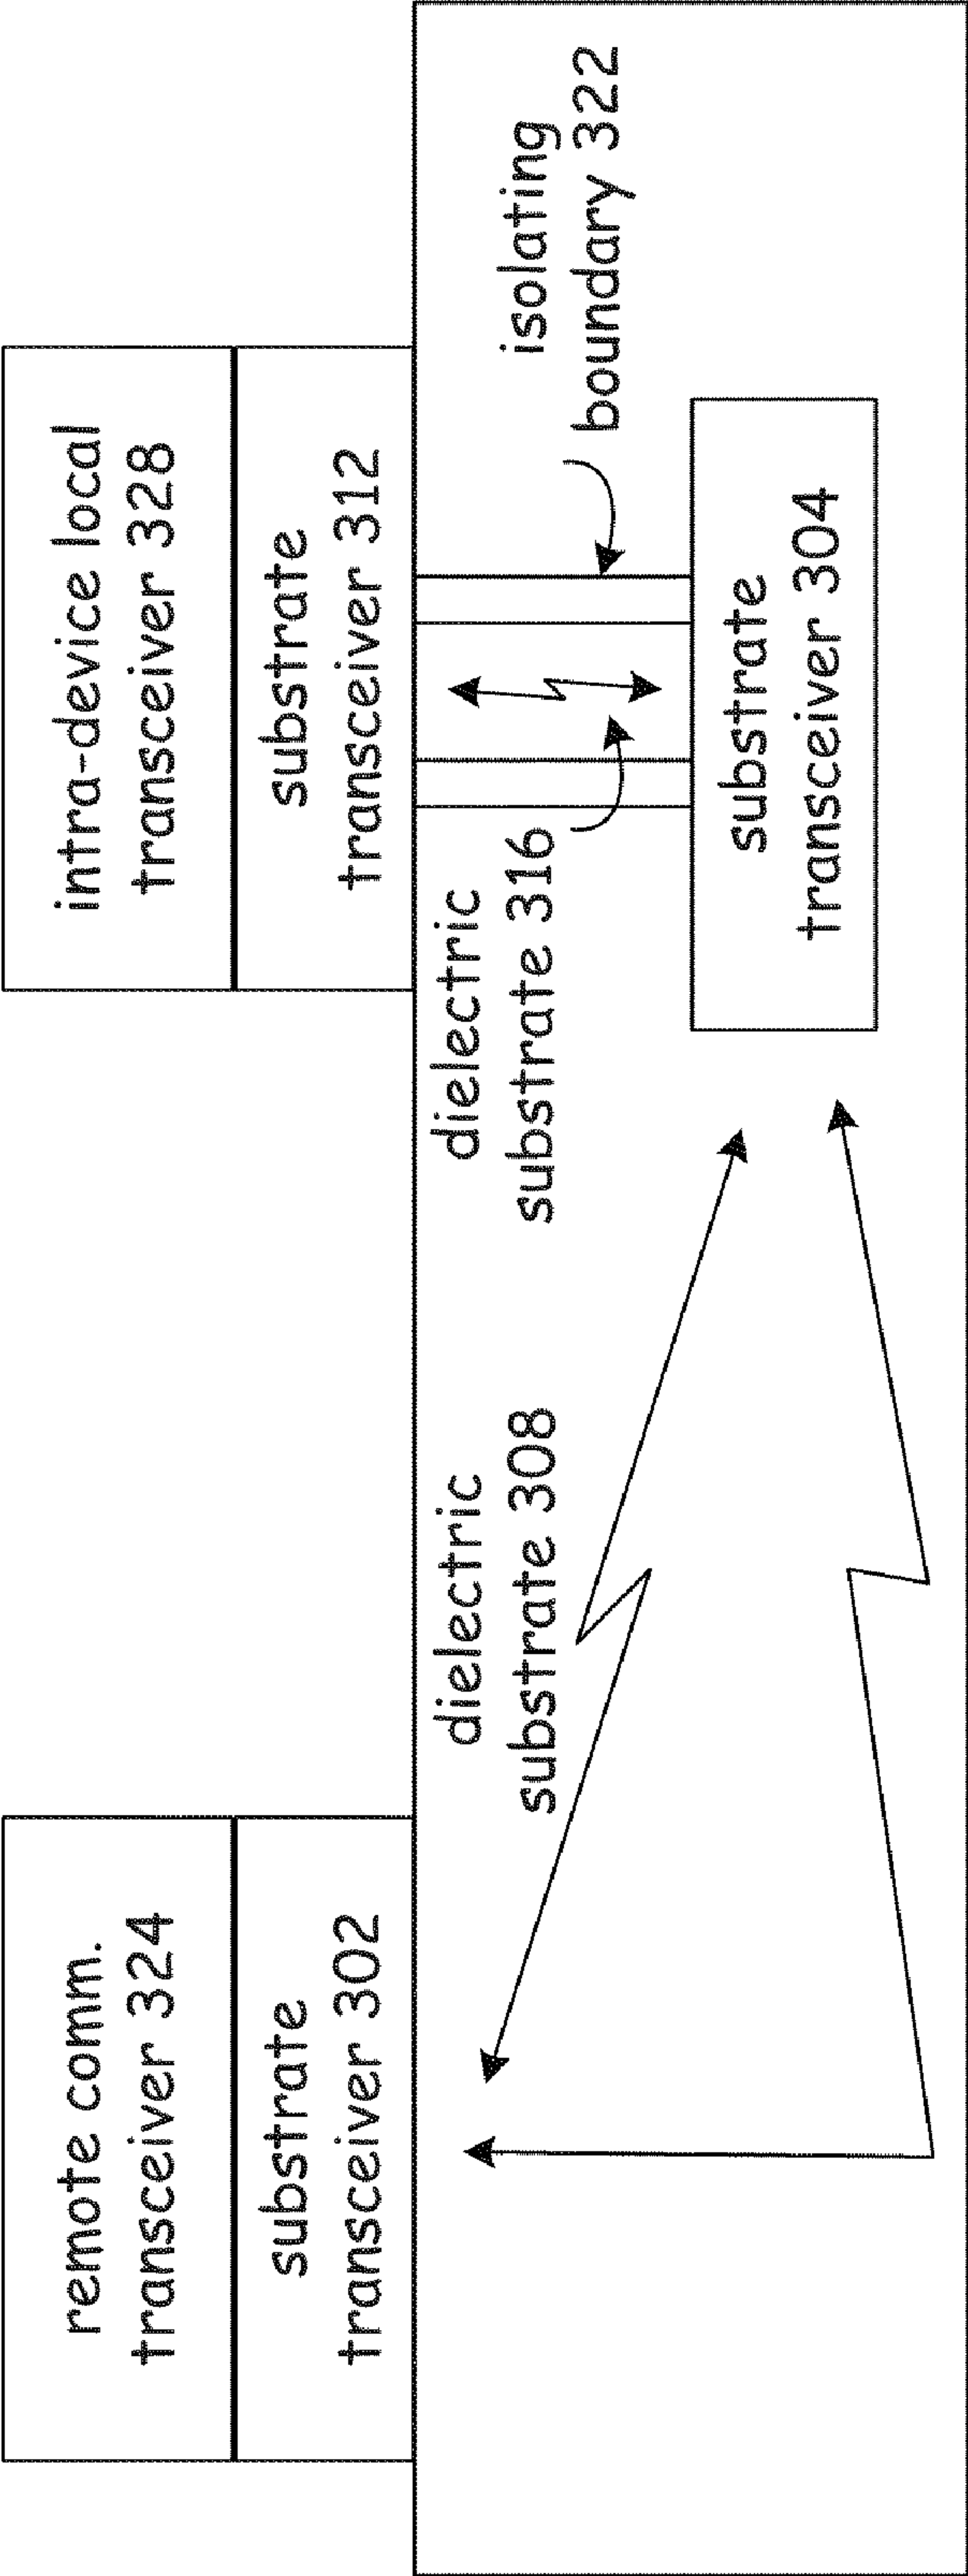 remote comm.
transceiver 324
substrate
transceiver 302
intra-device local
transceiver 328
substrate
transceiver 312
dielectric
substrate 308
dielectric
substrate 316
isolating
boundary 322
substrate
transceiver 304